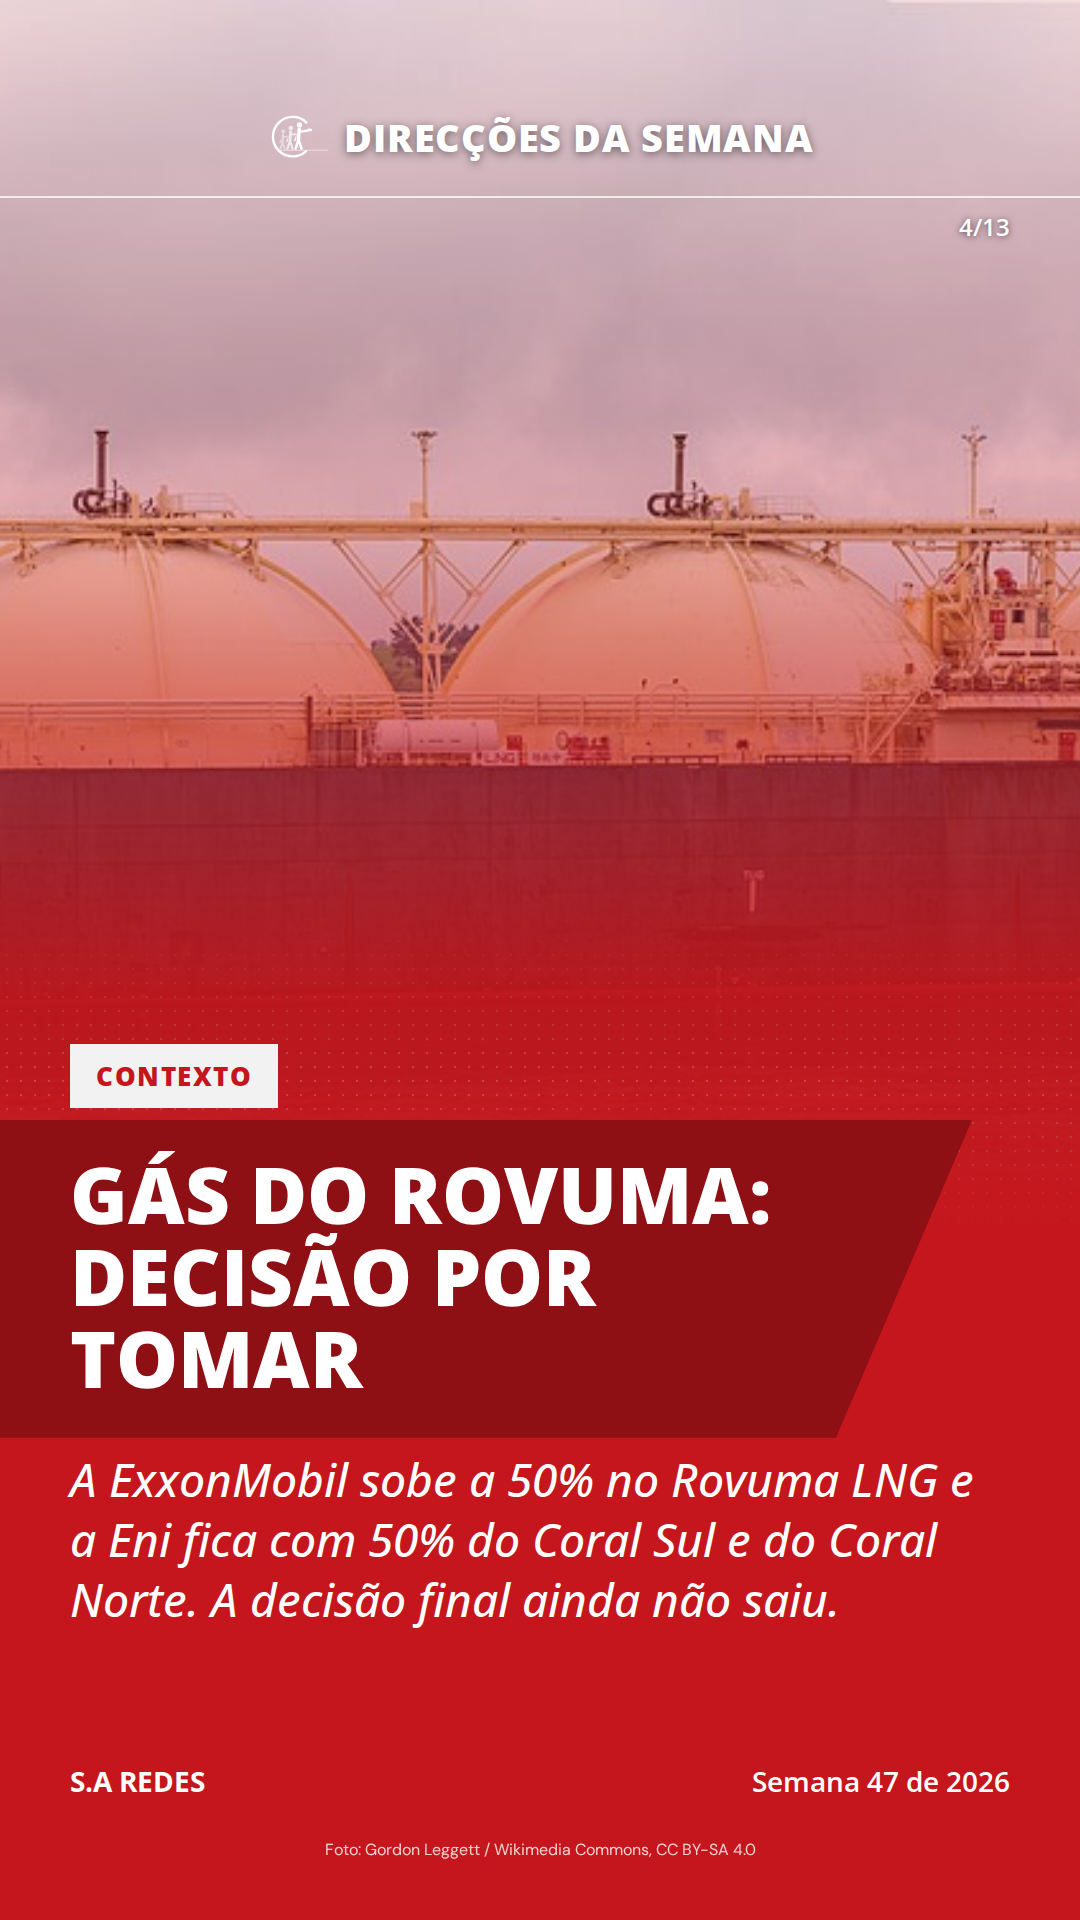 DIRECÇÕES DA SEMANA
4/13
LNG
CONTEXTO
GÁS DO ROVUMA:
DECISÃO POR
TOMAR
A ExxonMobil sobe a 50% no Rovuma LNG e
a Eni fica com 50% do Coral Sul e do Coral
Norte. A decisão final ainda não saiu.
S.A REDES
Semana 47 de 2026
Foto: Gordon Leggett / Wikimedia Commons, CC BY-SA 4.0